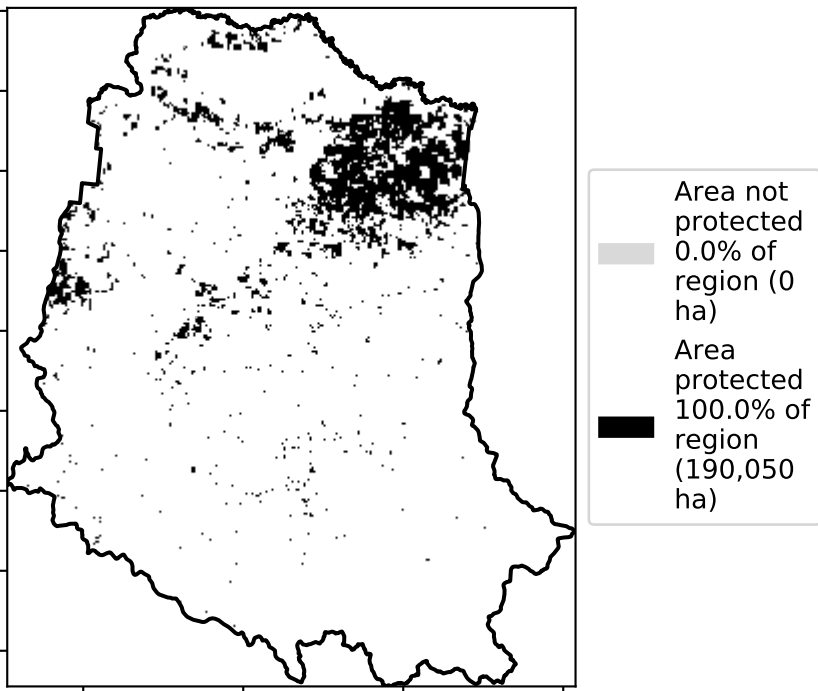 Area not
protected
0.0% of
region (0
ha)
Area
protected
100.0% of
region
(190,050
ha)